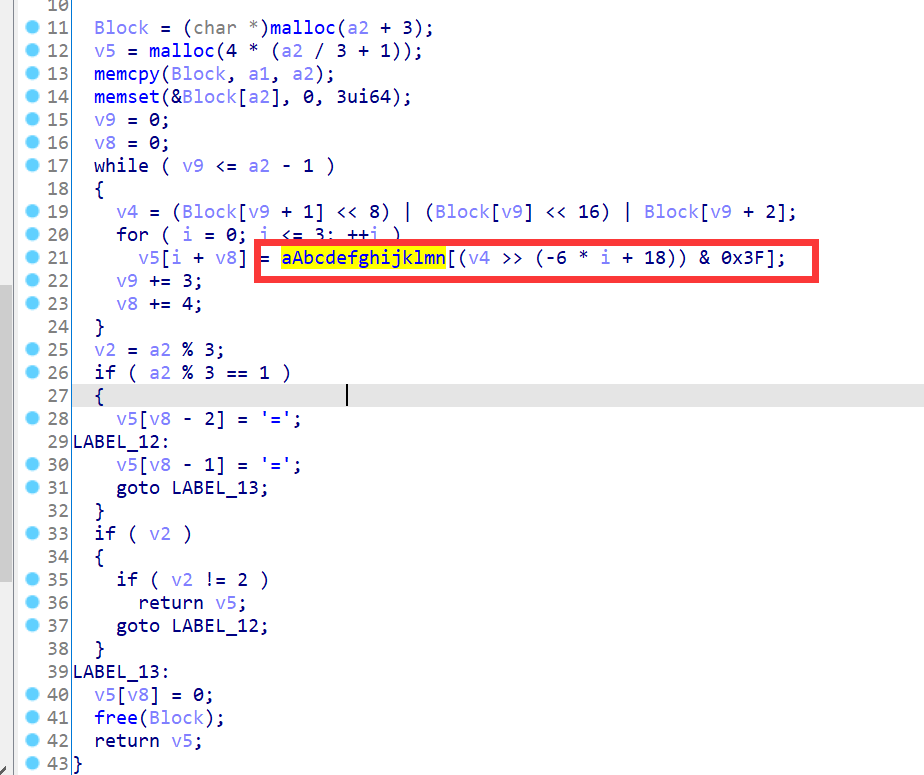 10
11 Block = (char *)malloc(a2 + 3);
12 v5 = malloc(4 * (a2 / 3 + 1));
13 memcpy(Block, a1, a2);
14 memset(&Block[a2], 0, 3ui64);
15 v9 = 0;
16 v8 = 0;
17 while ( v9 <= a2 - 1 )
18 {
19 v4 = (Block[v9 + 1] << 8) | (Block[v9] << 16) | Block[v9 + 2];
20 for ( i = 0; i <= 3; ++i )
21 v5[i + v8] = aAbcdefghijklmn[(v4 >> (-6 * i + 18)) & 0x3F];
22 v9 += 3;
23 v8 += 4;
24 }
25 v2 = a2 % 3;
26 if ( a2 % 3 == 1 )
27 {
28 v5[v8 - 2] = '=';
29 LABEL_12:
30 v5[v8 - 1] = '=';
31 goto LABEL_13;
32 }
33 if ( v2 )
34 {
35 if ( v2 != 2 )
36 return v5;
37 goto LABEL_12;
38 }
39 LABEL_13:
40 v5[v8] = 0;
41 free(Block);
42 return v5;
43 }